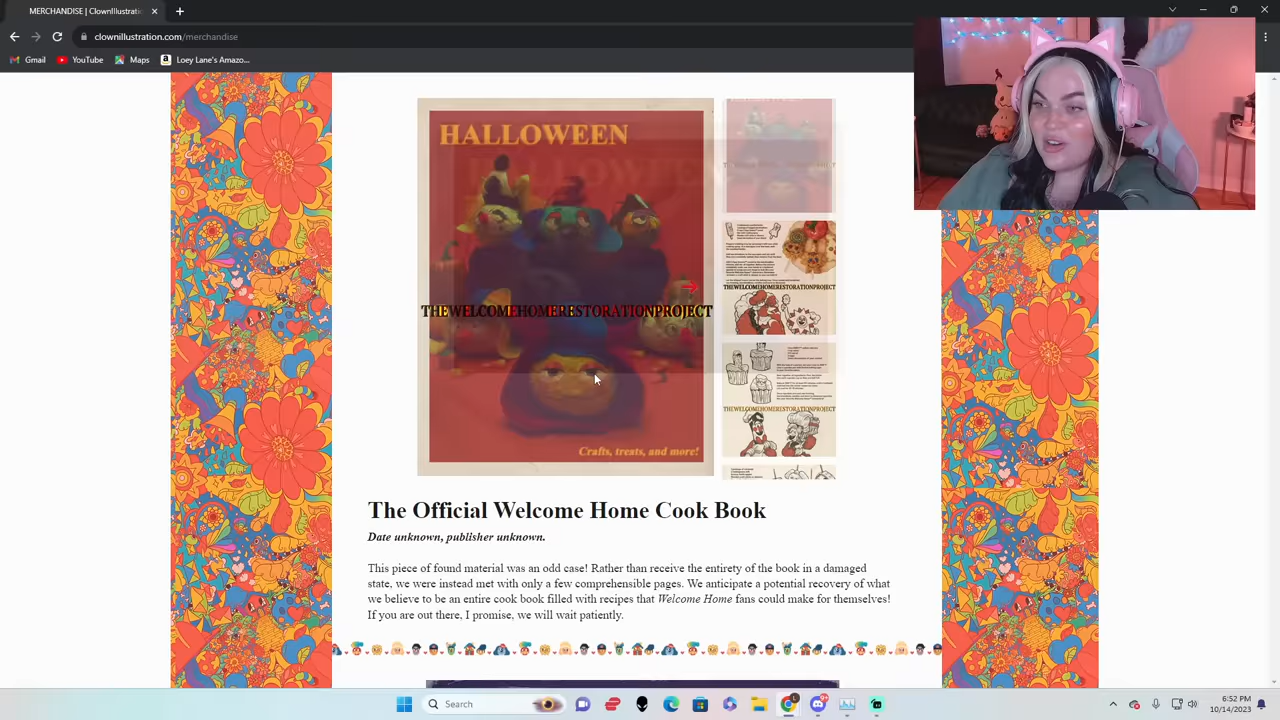 MERCHANDISE | ClownIllustration
clownillustration.com/merchandise
Gmail
YouTube
Maps
Loey Lane's Amazo...
HALLOWEEN
THEWELCOMEHOMERESTORATIONPROJECT
Crafts, treats, and more!
THEWELCOMEHOMERESTORATIONPROJECT
THEWELCOMEHOMERESTORATIONPROJECT
THEWELCOMEHOMERESTORATIONPROJECT
The Official Welcome Home Cook Book
Date unknown, publisher unknown.
This piece of found material was an odd case! Rather than receive the entirety of the book in a damaged
state, we were instead met with only a few comprehensible pages. We anticipate a potential recovery of what
we believe to be an entire cook book filled with recipes that Welcome Home fans could make for themselves!
If you are out there, I promise, we will wait patiently.
Search
6:52 PM
10/14/2023